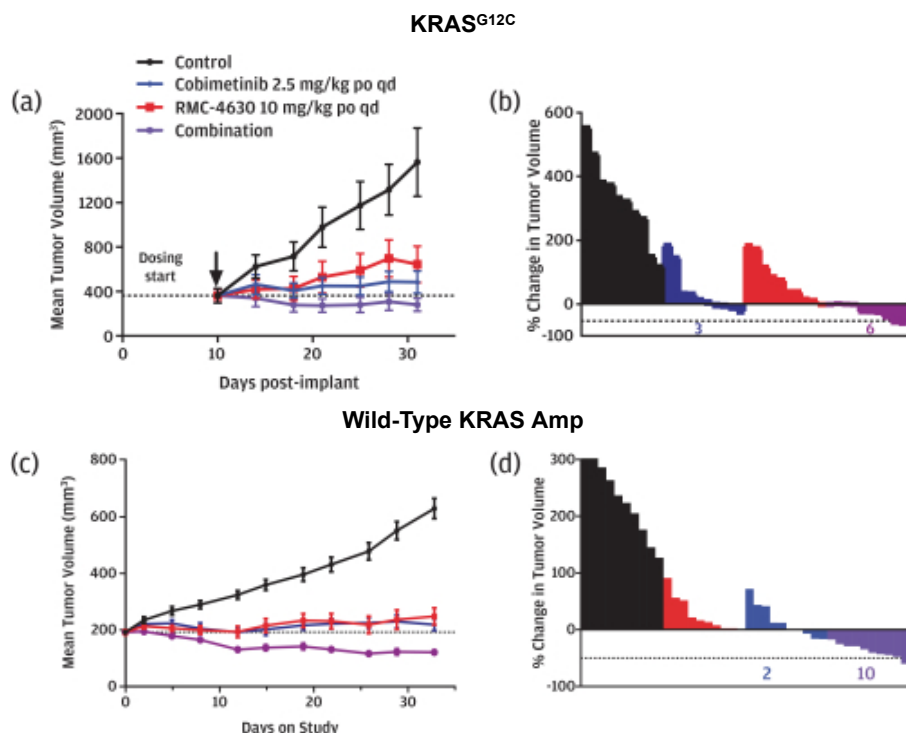 KRASG12C
(a)
Control
Cobimetinib 2.5 mg/kg po qd
RMC-4630 10 mg/kg po qd
Combination
Mean Tumor Volume (mm³)
2000
1600
1200
800
400
0
Dosing
start
0
10
20
30
Days post-implant
(b)
% Change in Tumor Volume
600
400
200
0
-100
3
6
Wild-Type KRAS Amp
(c)
Mean Tumor Volume (mm³)
800
600
400
200
0
0
10
20
30
Days on Study
(d)
% Change in Tumor Volume
300
200
100
0
-100
2
10